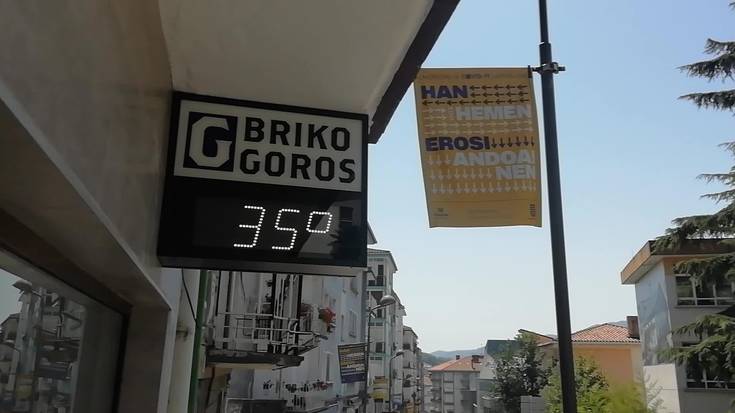 G BRIKO
GOROS
35º
HAN
HEMEN
EROSI
ANDOAI
NEN